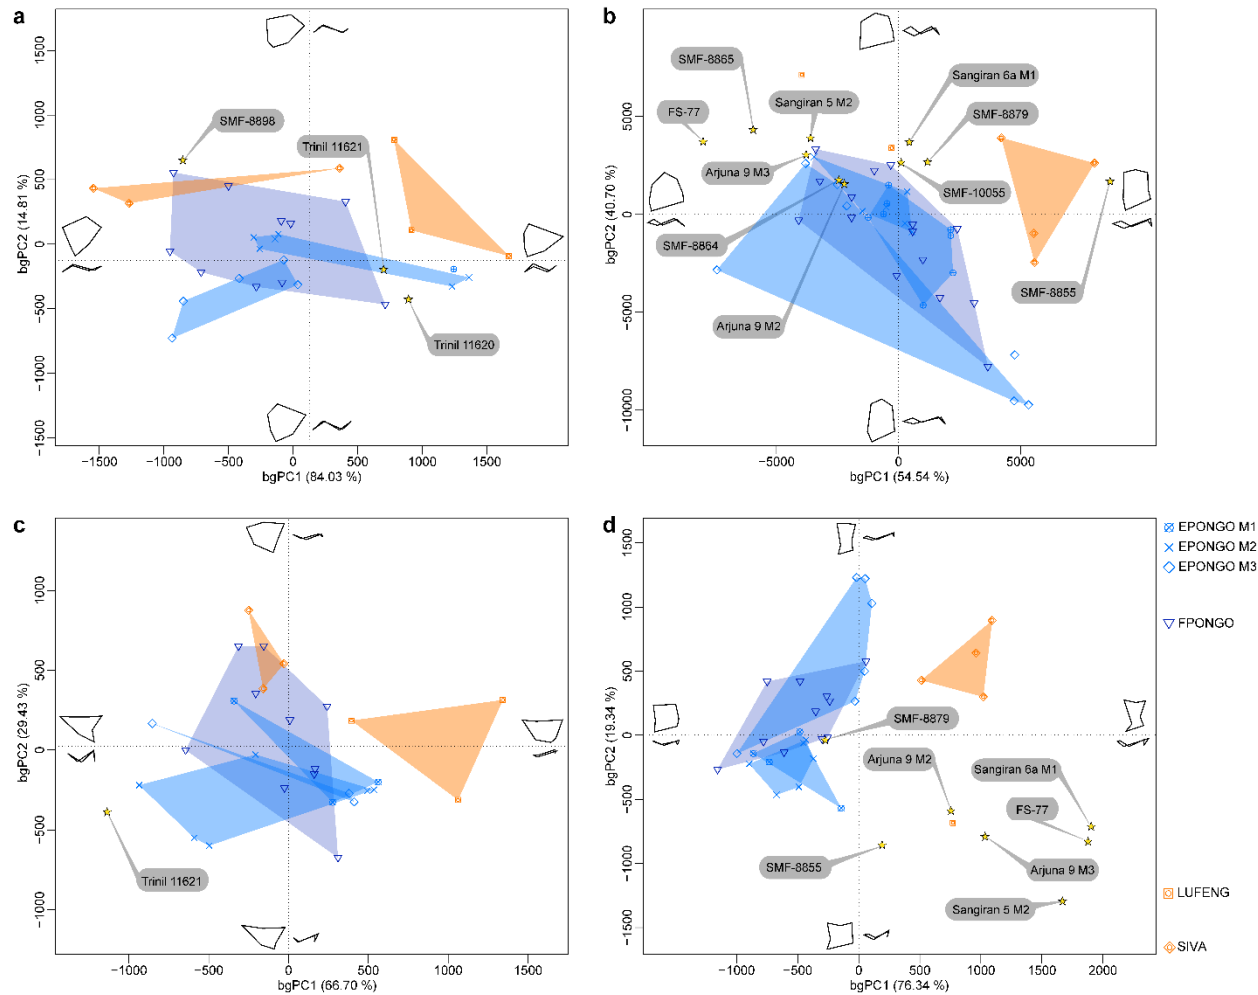 a
1500
1000
500
0
−500
−1000
−1500
bgPC2 (14.81 %)
SMF-8898
Trinil 11621
Trinil 11620
−1500
−1000
−500
0
500
1000
1500
bgPC1 (84.03 %)
b
5000
0
−5000
−10000
bgPC2 (40.70 %)
SMF-8865
FS-77
Sangiran 5 M2
Sangiran 6a M1
SMF-8879
Arjuna 9 M3
SMF-10055
SMF-8864
SMF-8855
Arjuna 9 M2
−5000
0
5000
bgPC1 (54.54 %)
c
1000
500
0
−500
−1000
bgPC2 (29.43 %)
Trinil 11621
−1000
−500
0
500
1000
1500
bgPC1 (66.70 %)
d
1500
1000
500
0
−500
−1000
−1500
bgPC2 (19.34 %)
SMF-8879
Arjuna 9 M2
Sangiran 6a M1
FS-77
SMF-8855
Arjuna 9 M3
Sangiran 5 M2
−1000
−500
0
500
1000
1500
2000
bgPC1 (76.34 %)
EPONGO M1
EPONGO M2
EPONGO M3
FPONGO
LUFENG
SIVA